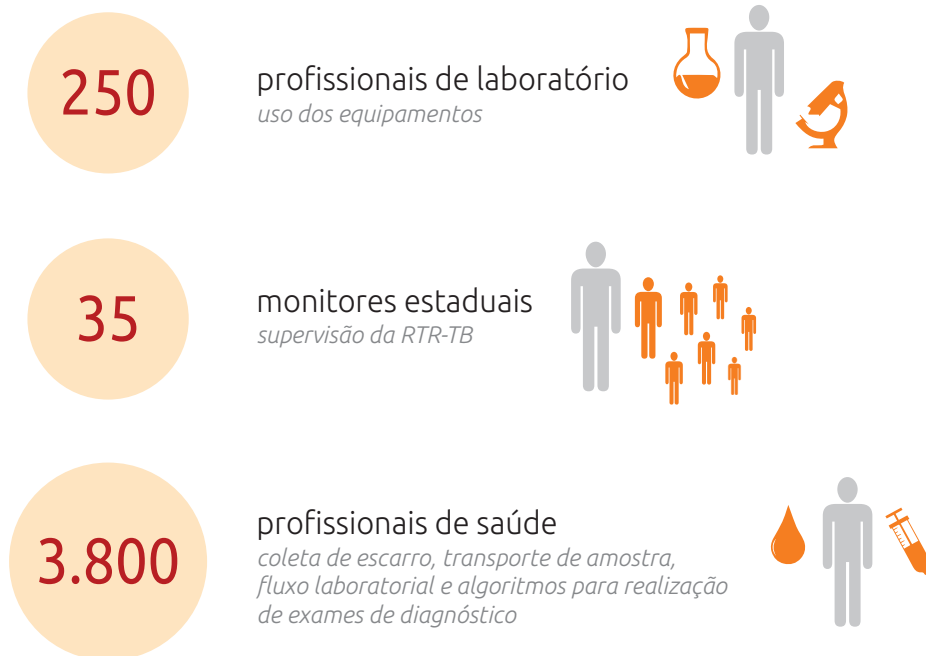 250
profissionais de laboratório
uso dos equipamentos
35
monitores estaduais
supervisão da RTR-TB
3.800
profissionais de saúde
coleta de escarro, transporte de amostra,
fluxo laboratorial e algoritmos para realização
de exames de diagnóstico